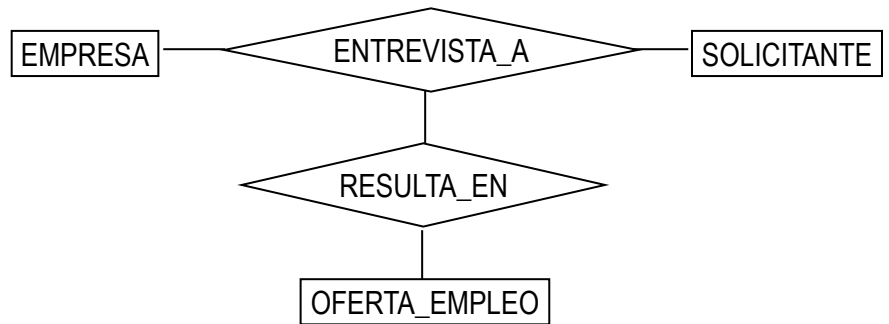 EMPRESA
ENTREVISTA_A
SOLICITANTE
RESULTA_EN
OFERTA_EMPLEO